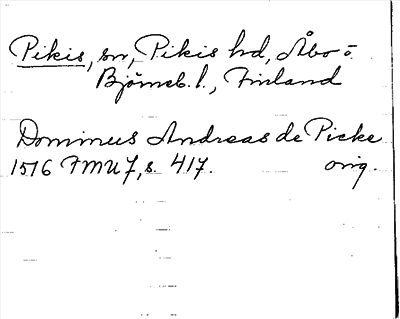 Pikis, sn, Pikis hd, Åbo o.
Björneb. l., Finland
Dominus Andreas de Picke
1516 FMU 7, s. 417. orig.